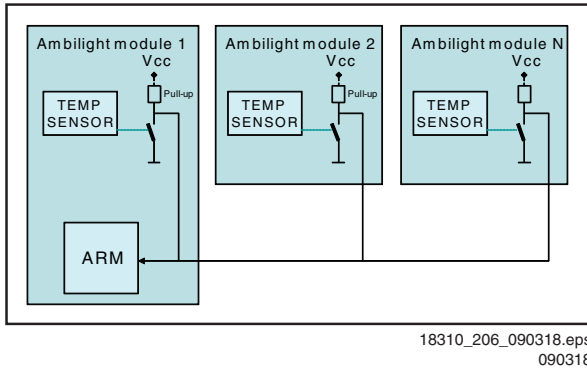 Ambilight module 1
Vcc
Pull-up
TEMP
SENSOR
ARM
Ambilight module 2
Vcc
Pull-up
TEMP
SENSOR
Ambilight module N
Vcc
TEMP
SENSOR
18310_206_090318.eps
090318